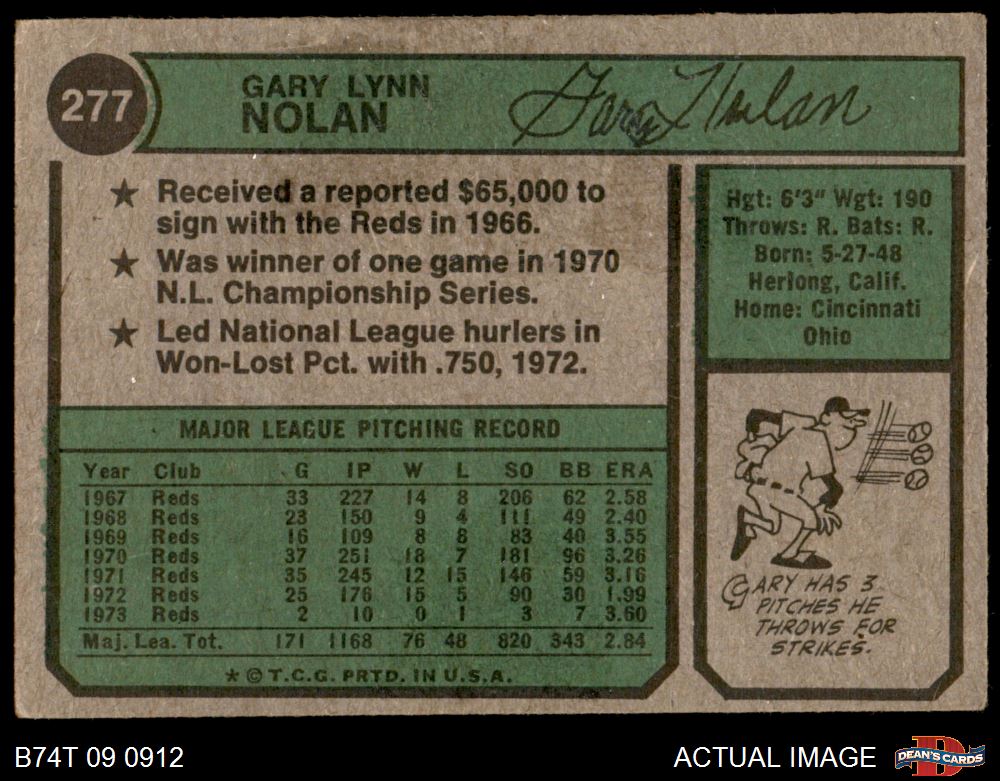 277
GARY LYNN
NOLAN
Gary Nolan
★ Received a reported $65,000 to
sign with the Reds in 1966.
★ Was winner of one game in 1970
N.L. Championship Series.
★ Led National League hurlers in
Won-Lost Pct. with .750, 1972.
Hgt: 6'3" Wgt: 190
Throws: R. Bats: R.
Born: 5-27-48
Herlong, Calif.
Home: Cincinnati
Ohio
MAJOR LEAGUE PITCHING RECORD
Year Club G IP W L SO BB ERA
1967 Reds 33 227 14 8 206 62 2.58
1968 Reds 23 150 9 4 111 49 2.40
1969 Reds 16 109 8 8 83 40 3.55
1970 Reds 37 251 18 7 181 96 3.26
1971 Reds 35 245 12 15 146 59 3.16
1972 Reds 25 176 15 5 90 30 1.99
1973 Reds 2 10 0 1 3 7 3.60
Maj. Lea. Tot. 171 1168 76 48 820 343 2.84
★ © T.C.G. PRTD. IN U.S.A.
GARY HAS 3
PITCHES HE
THROWS FOR
STRIKES.
B74T 09 0912
ACTUAL IMAGE
D
DEAN'S CARDS